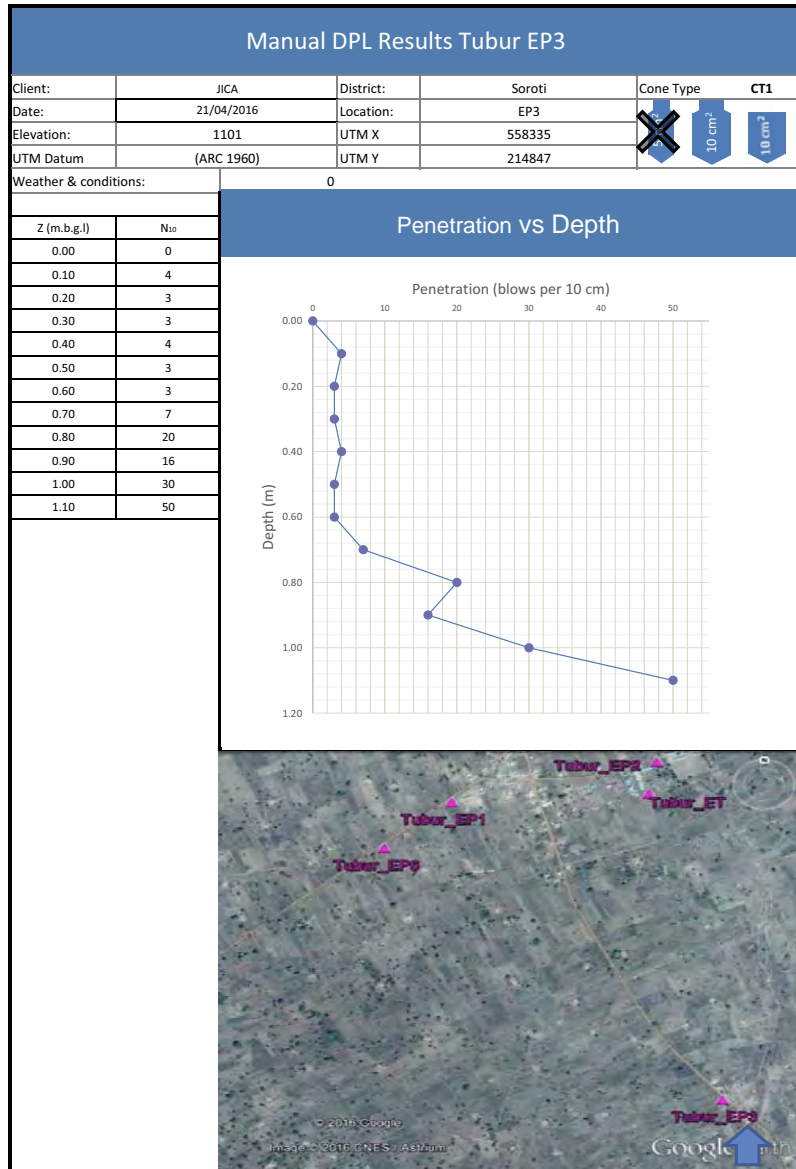 Manual DPL Results Tubur EP3
Client: JICA District: Soroti Cone Type CT1
Date: 21/04/2016 Location: EP3
Elevation: 1101 UTM X 558335
UTM Datum (ARC 1960) UTM Y 214847
10 cm²
10 cm²
Weather & conditions: 0
Z (m.b.g.l) N10
0.00 0
0.10 4
0.20 3
0.30 3
0.40 4
0.50 3
0.60 3
0.70 7
0.80 20
0.90 16
1.00 30
1.10 50
Penetration vs Depth
Penetration (blows per 10 cm)
0 10 20 30 40 50
0.00
0.20
0.40
0.60
0.80
1.00
1.20
Depth (m)
Tubur_EP2
Tubur_ET
Tubur_EP1
Tubur_EP6
Tubur_EP3
© 2016 Google
Image © 2016 CNES / Astrium